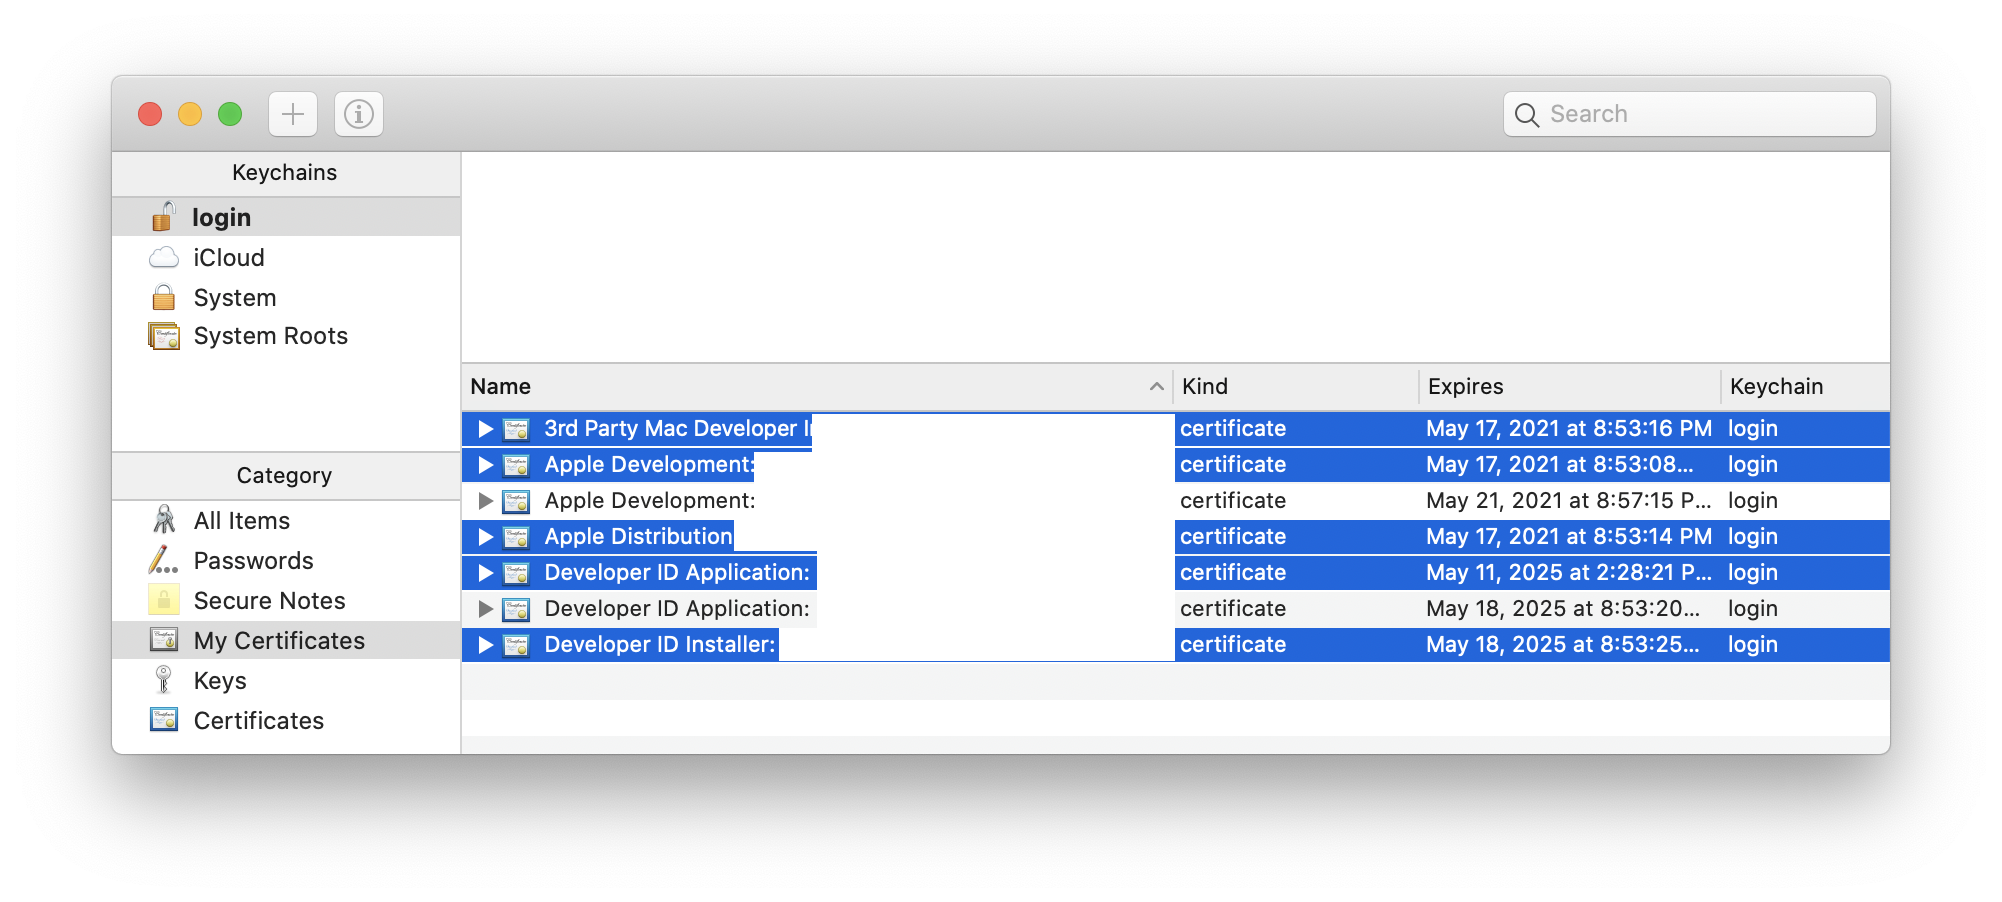 Search
Keychains
login
iCloud
System
System Roots
Category
All Items
Passwords
Secure Notes
My Certificates
Keys
Certificates
Name Kind Expires Keychain
3rd Party Mac Developer certificate May 17, 2021 at 8:53:16 PM login
Apple Development: certificate May 17, 2021 at 8:53:08... login
Apple Development: certificate May 21, 2021 at 8:57:15 P... login
Apple Distribution certificate May 17, 2021 at 8:53:14 PM login
Developer ID Application: certificate May 11, 2025 at 2:28:21 P... login
Developer ID Application: certificate May 18, 2025 at 8:53:20... login
Developer ID Installer: certificate May 18, 2025 at 8:53:25... login